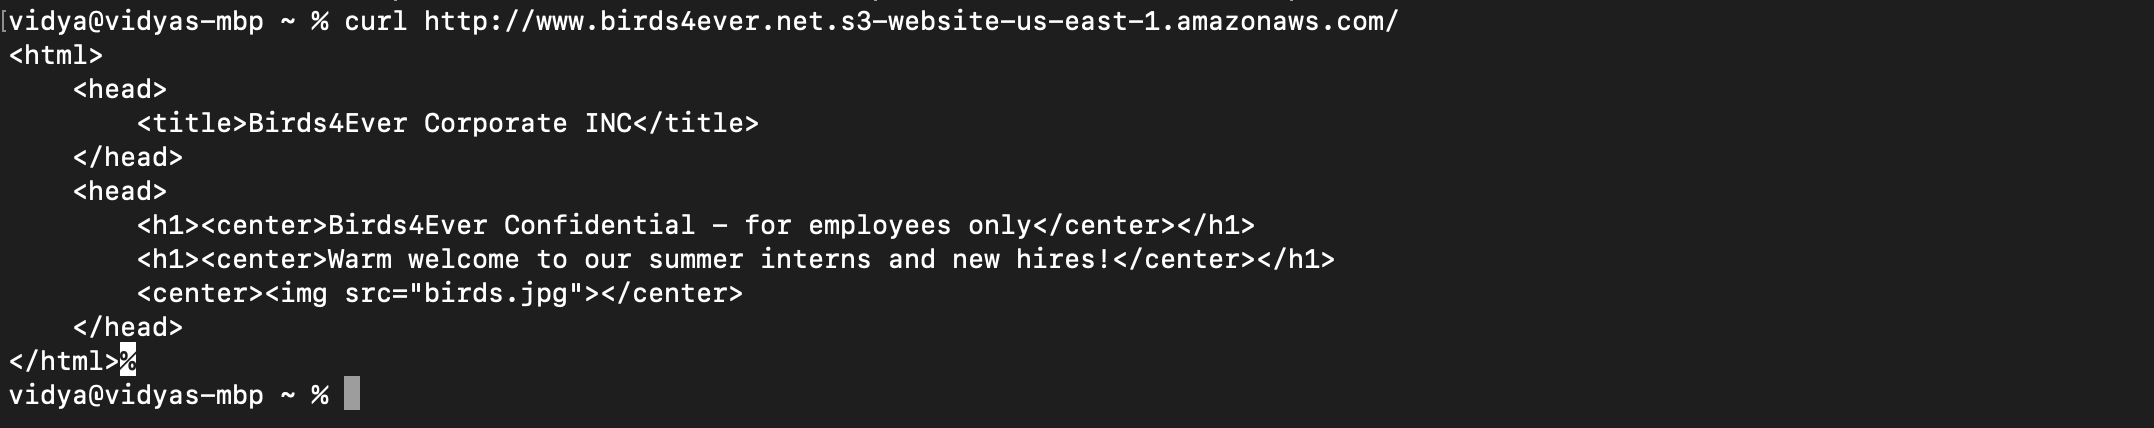 [vidya@vidyas-mbp ~ % curl http://www.birds4ever.net.s3-website-us-east-1.amazonaws.com/
<html>
    <head>
        <title>Birds4Ever Corporate INC</title>
    </head>
    <head>
        <h1><center>Birds4Ever Confidential – for employees only</center></h1>
        <h1><center>Warm welcome to our summer interns and new hires!</center></h1>
        <center><img src="birds.jpg"></center>
    </head>
</html>%
vidya@vidyas-mbp ~ %